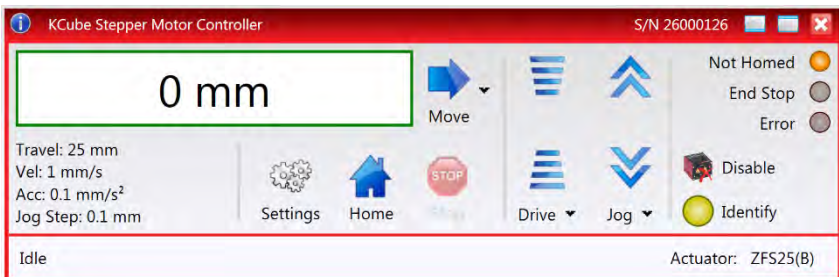 KCube Stepper Motor Controller
S/N 26000126
0 mm
Move
Not Homed
End Stop
Error
Travel: 25 mm
Vel: 1 mm/s
Acc: 0.1 mm/s²
Jog Step: 0.1 mm
Settings
Home
STOP
Stop
Drive
Jog
Disable
Identify
Idle
Actuator: ZFS25(B)